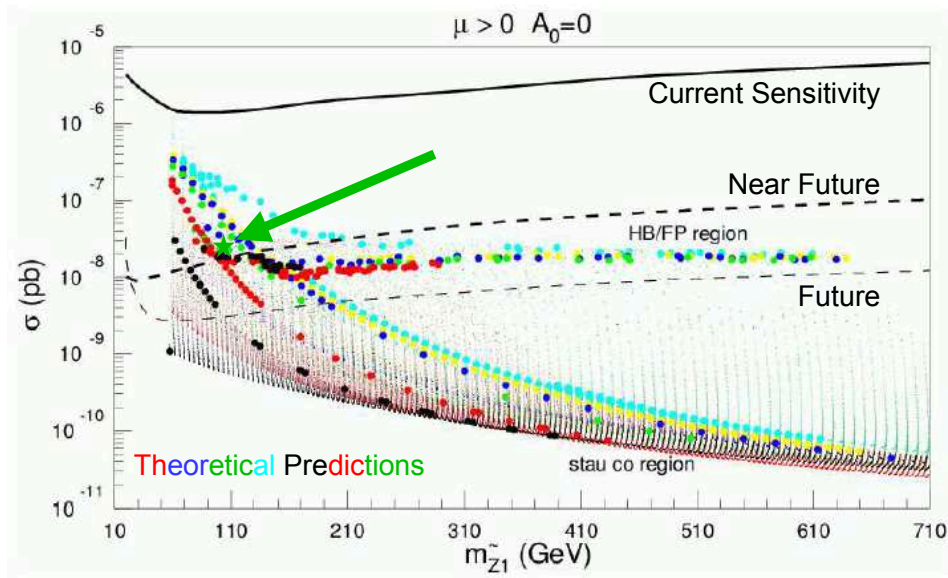 μ > 0 A₀=0
10⁻⁵
10⁻⁶
10⁻⁷
10⁻⁸
10⁻⁹
10⁻¹⁰
10⁻¹¹
σ (pb)
Current Sensitivity
Near Future
HB/FP region
Future
Theoretical Predictions
stau co region
10 110 210 310 410 510 610 710
m_Z̃1 (GeV)